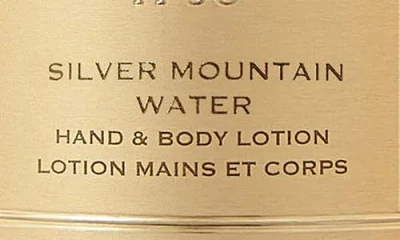 SILVER MOUNTAIN
WATER
HAND & BODY LOTION
LOTION MAINS ET CORPS